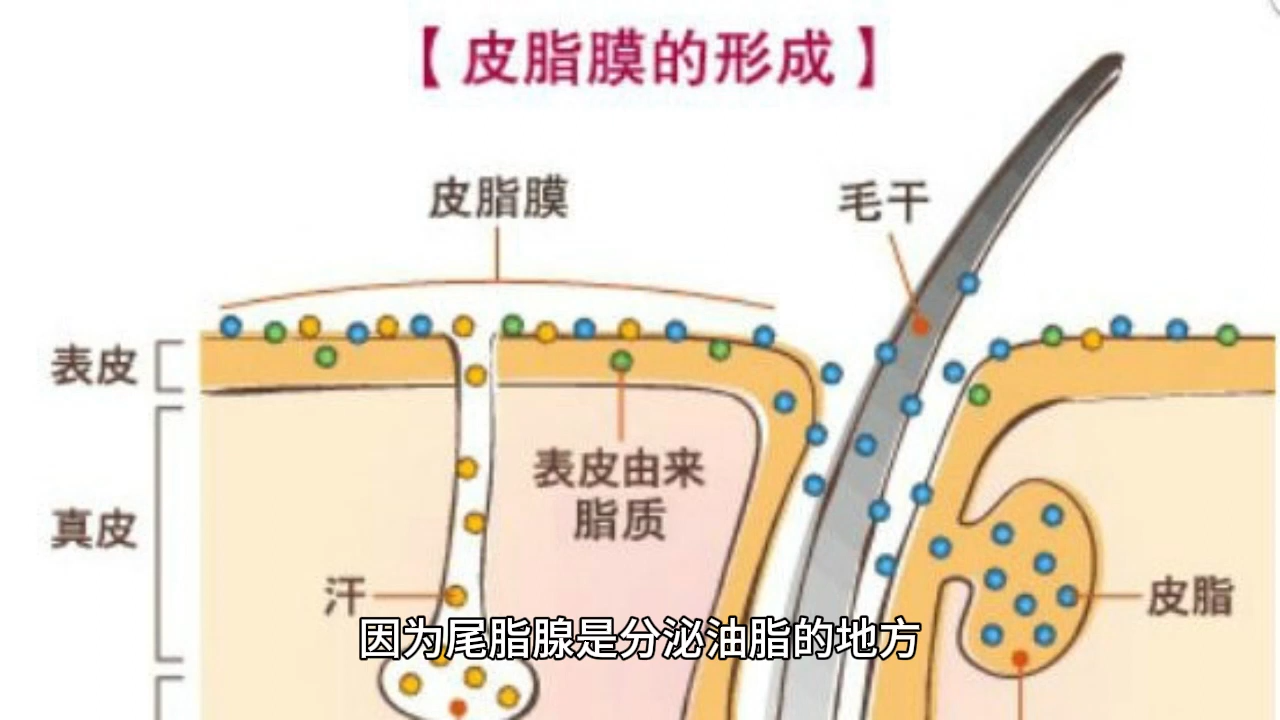 【皮脂膜的形成】
皮脂膜
毛干
表皮
表皮由来
脂质
真皮
汗
皮脂
因为尾脂腺是分泌油脂的地方